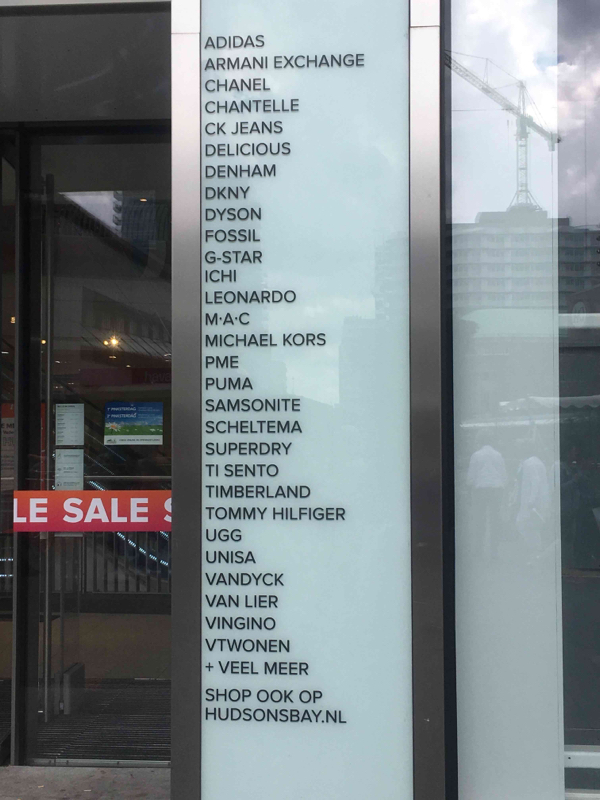 ADIDAS
ARMANI EXCHANGE
CHANEL
CHANTELLE
CK JEANS
DELICIOUS
DENHAM
DKNY
DYSON
FOSSIL
G-STAR
ICHI
LEONARDO
M·A·C
MICHAEL KORS
PME
PUMA
SAMSONITE
SCHELTEMA
SUPERDRY
TI SENTO
TIMBERLAND
TOMMY HILFIGER
UGG
UNISA
VANDYCK
VAN LIER
VINGINO
VTWONEN
+ VEEL MEER
SHOP OOK OP
HUDSONSBAY.NL
LE SALE S